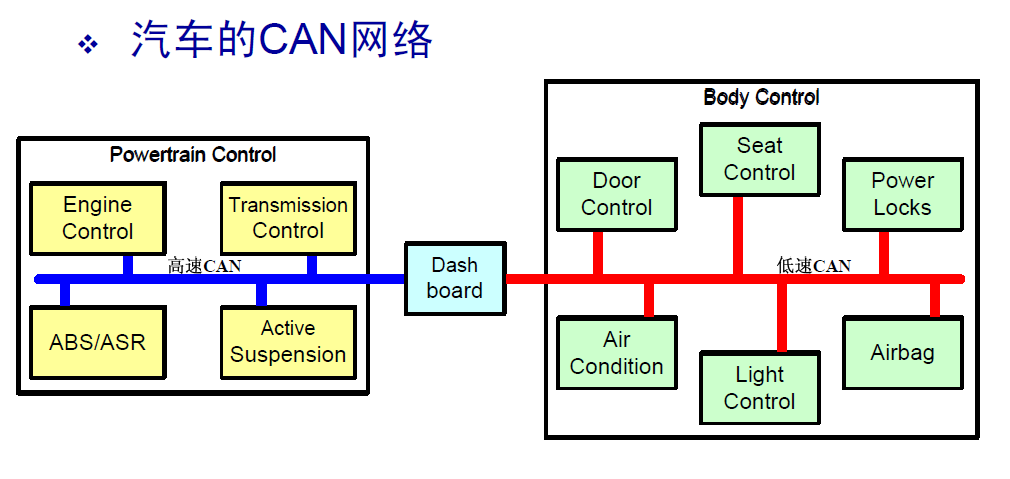 ❖ 汽车的CAN网络
Powertrain Control
Engine
Control
Transmission
Control
高速CAN
ABS/ASR
Active
Suspension
Dash
board
Body Control
Door
Control
Seat
Control
Power
Locks
低速CAN
Air
Condition
Light
Control
Airbag